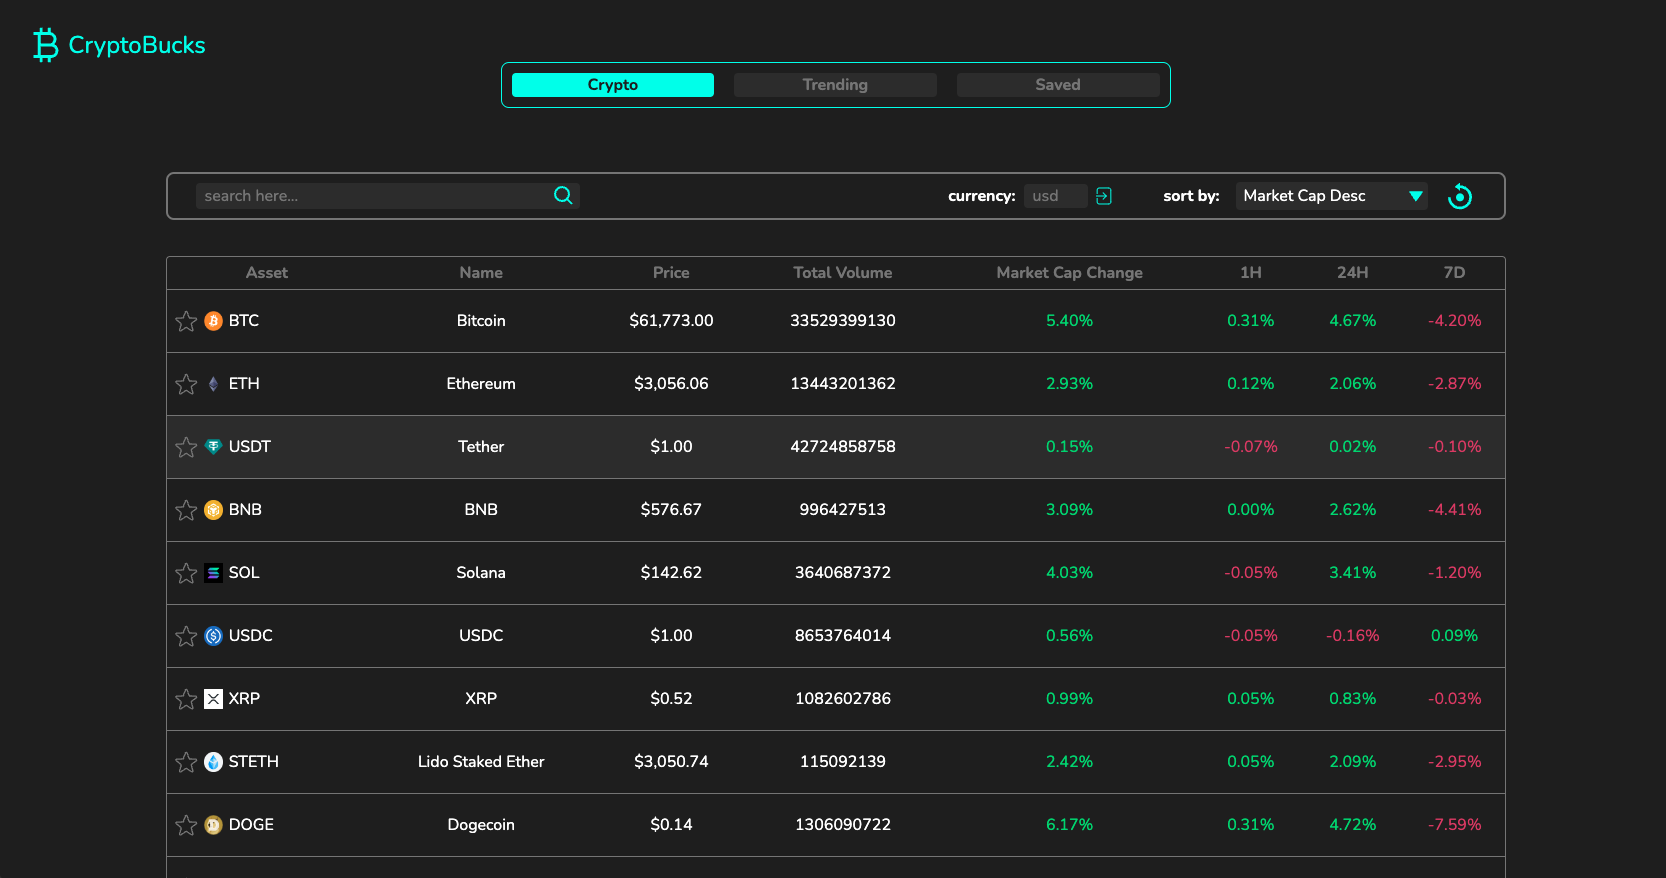 CryptoBucks
Crypto Trending Saved
search here... currency: usd sort by: Market Cap Desc
Asset Name Price Total Volume Market Cap Change 1H 24H 7D
BTC Bitcoin $61,773.00 33529399130 5.40% 0.31% 4.67% -4.20%
ETH Ethereum $3,056.06 13443201362 2.93% 0.12% 2.06% -2.87%
USDT Tether $1.00 42724858758 0.15% -0.07% 0.02% -0.10%
BNB BNB $576.67 996427513 3.09% 0.00% 2.62% -4.41%
SOL Solana $142.62 3640687372 4.03% -0.05% 3.41% -1.20%
USDC USDC $1.00 8653764014 0.56% -0.05% -0.16% 0.09%
XRP XRP $0.52 1082602786 0.99% 0.05% 0.83% -0.03%
STETH Lido Staked Ether $3,050.74 115092139 2.42% 0.05% 2.09% -2.95%
DOGE Dogecoin $0.14 1306090722 6.17% 0.31% 4.72% -7.59%